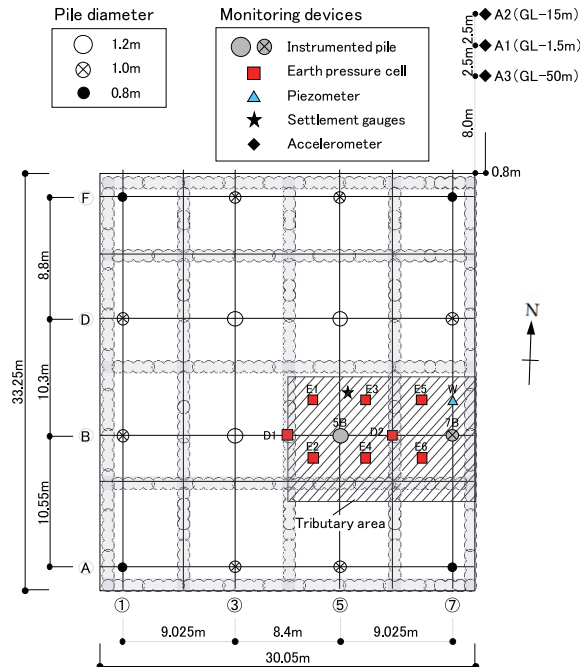 Pile diameter
1.2m
1.0m
0.8m
Monitoring devices
Instrumented pile
Earth pressure cell
Piezometer
Settlement gauges
Accelerometer
A2(GL-15m)
2.5m
A1(GL-1.5m)
2.5m
A3(GL-50m)
8.0m
0.8m
N
F
8.8m
D
33.25m
10.3m
E1
E3
E5
W
D1
5B
D2
7B
B
E2
E4
E6
10.55m
Tributary area
A
① ③ ⑤ ⑦
9.025m 8.4m 9.025m
30.05m